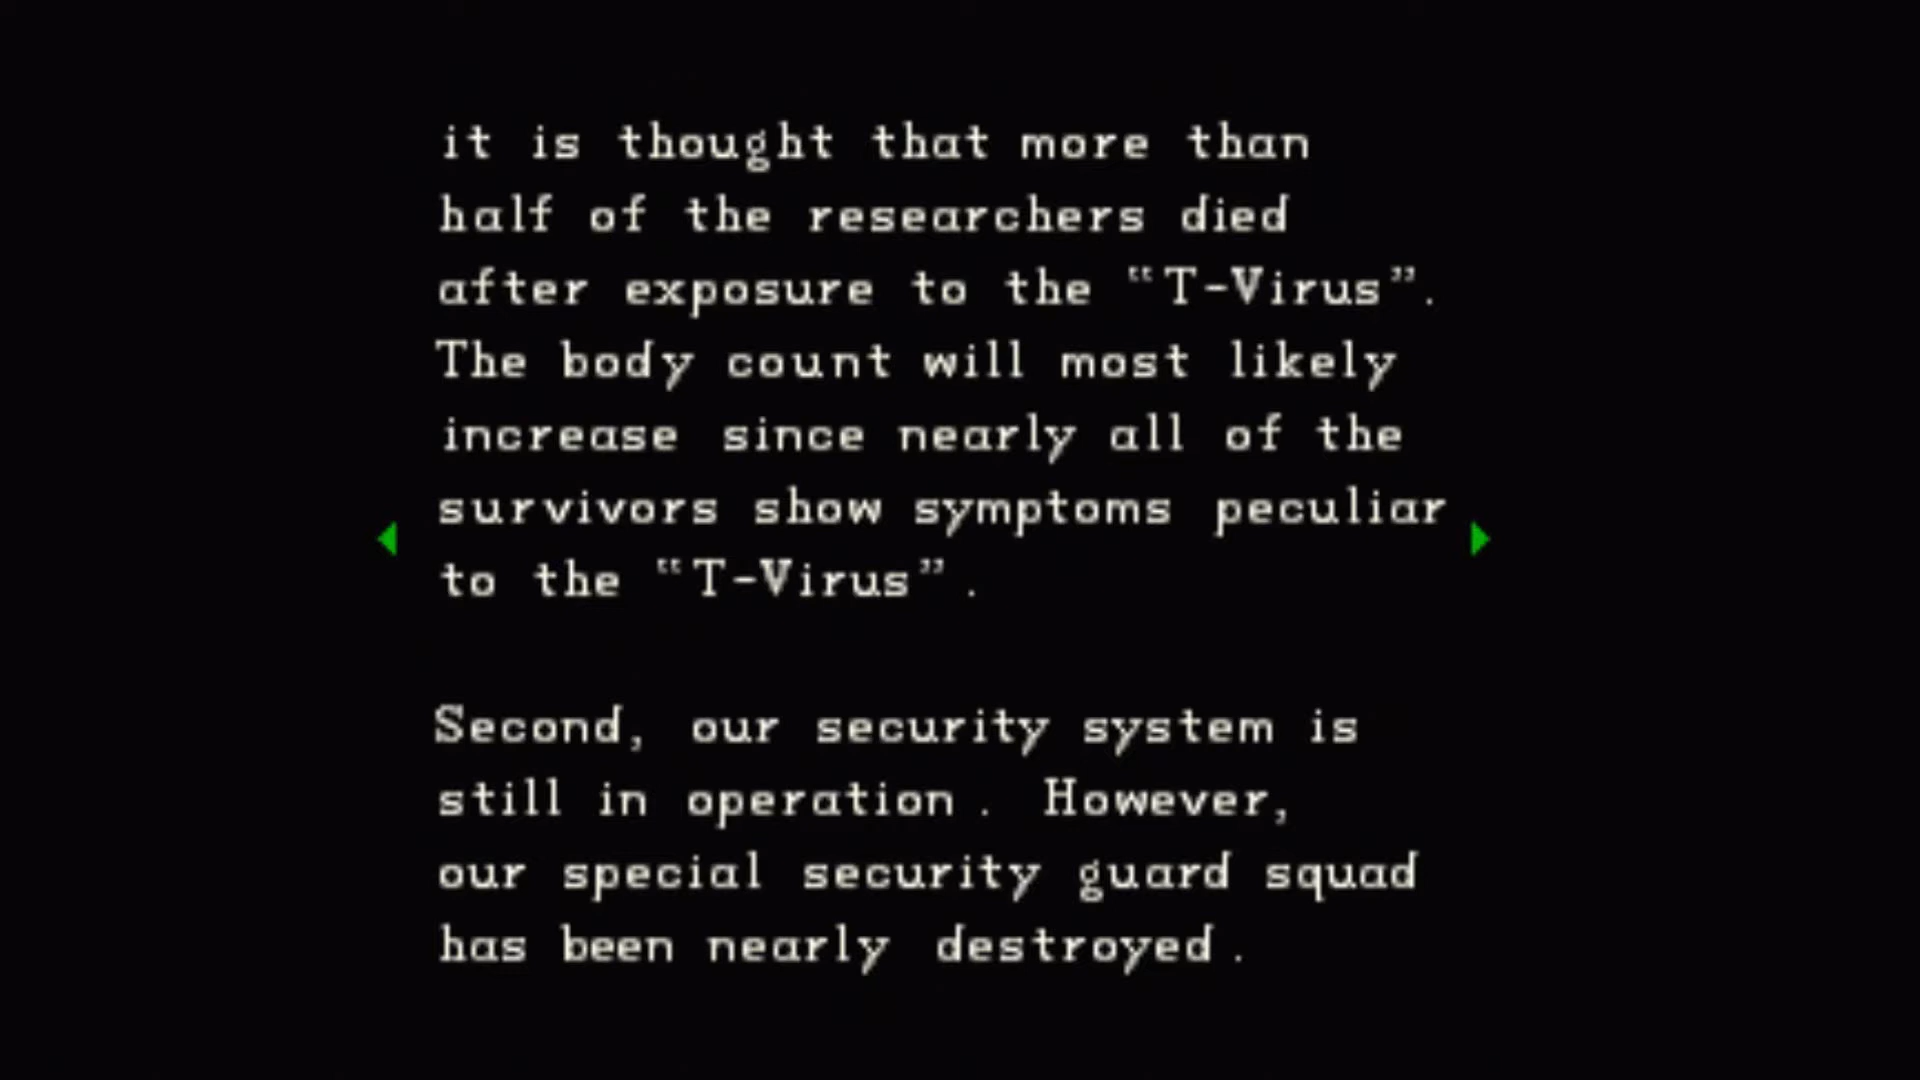 it is thought that more than
half of the researchers died
after exposure to the “T-Virus”.
The body count will most likely
increase since nearly all of the
survivors show symptoms peculiar
to the “T-Virus” .

Second, our security system is
still in operation . However,
our special security guard squad
has been nearly destroyed .